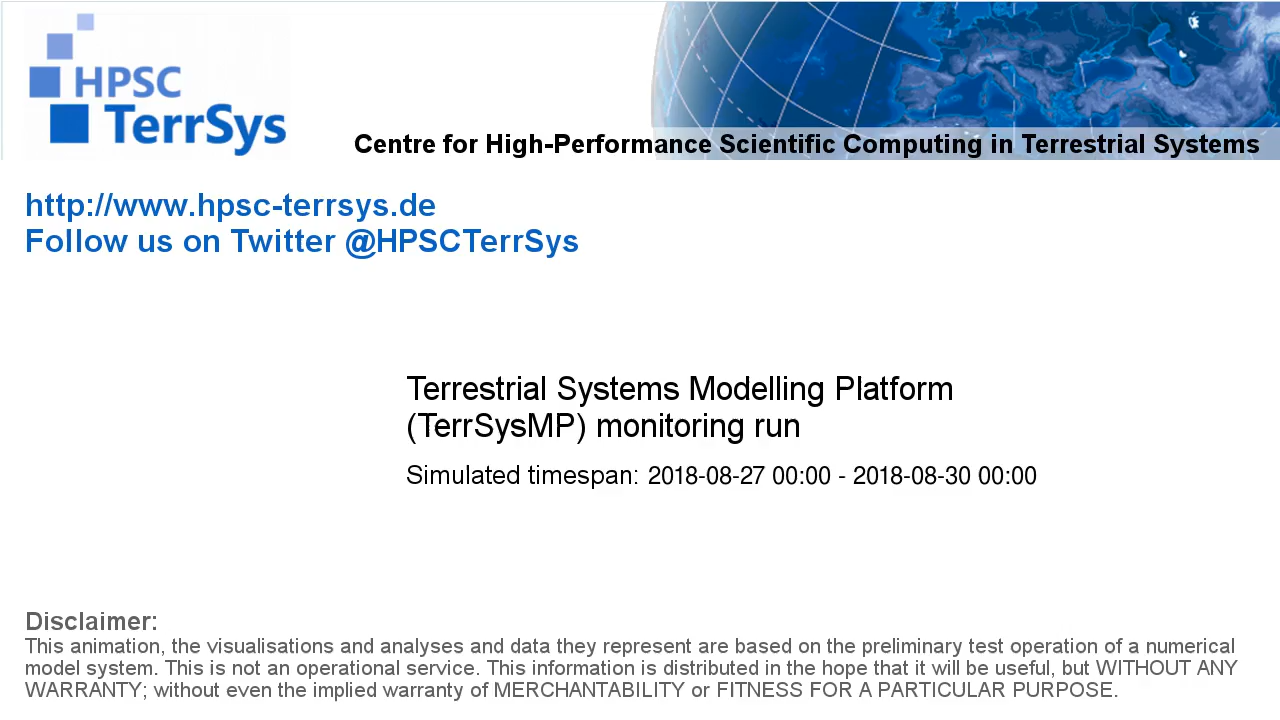 HPSC
TerrSys
Centre for High-Performance Scientific Computing in Terrestrial Systems
http://www.hpsc-terrsys.de
Follow us on Twitter @HPSCTerrSys
Terrestrial Systems Modelling Platform
(TerrSysMP) monitoring run
Simulated timespan: 2018-08-27 00:00 - 2018-08-30 00:00
Disclaimer:
This animation, the visualisations and analyses and data they represent are based on the preliminary test operation of a numerical
model system. This is not an operational service. This information is distributed in the hope that it will be useful, but WITHOUT ANY
WARRANTY; without even the implied warranty of MERCHANTABILITY or FITNESS FOR A PARTICULAR PURPOSE.